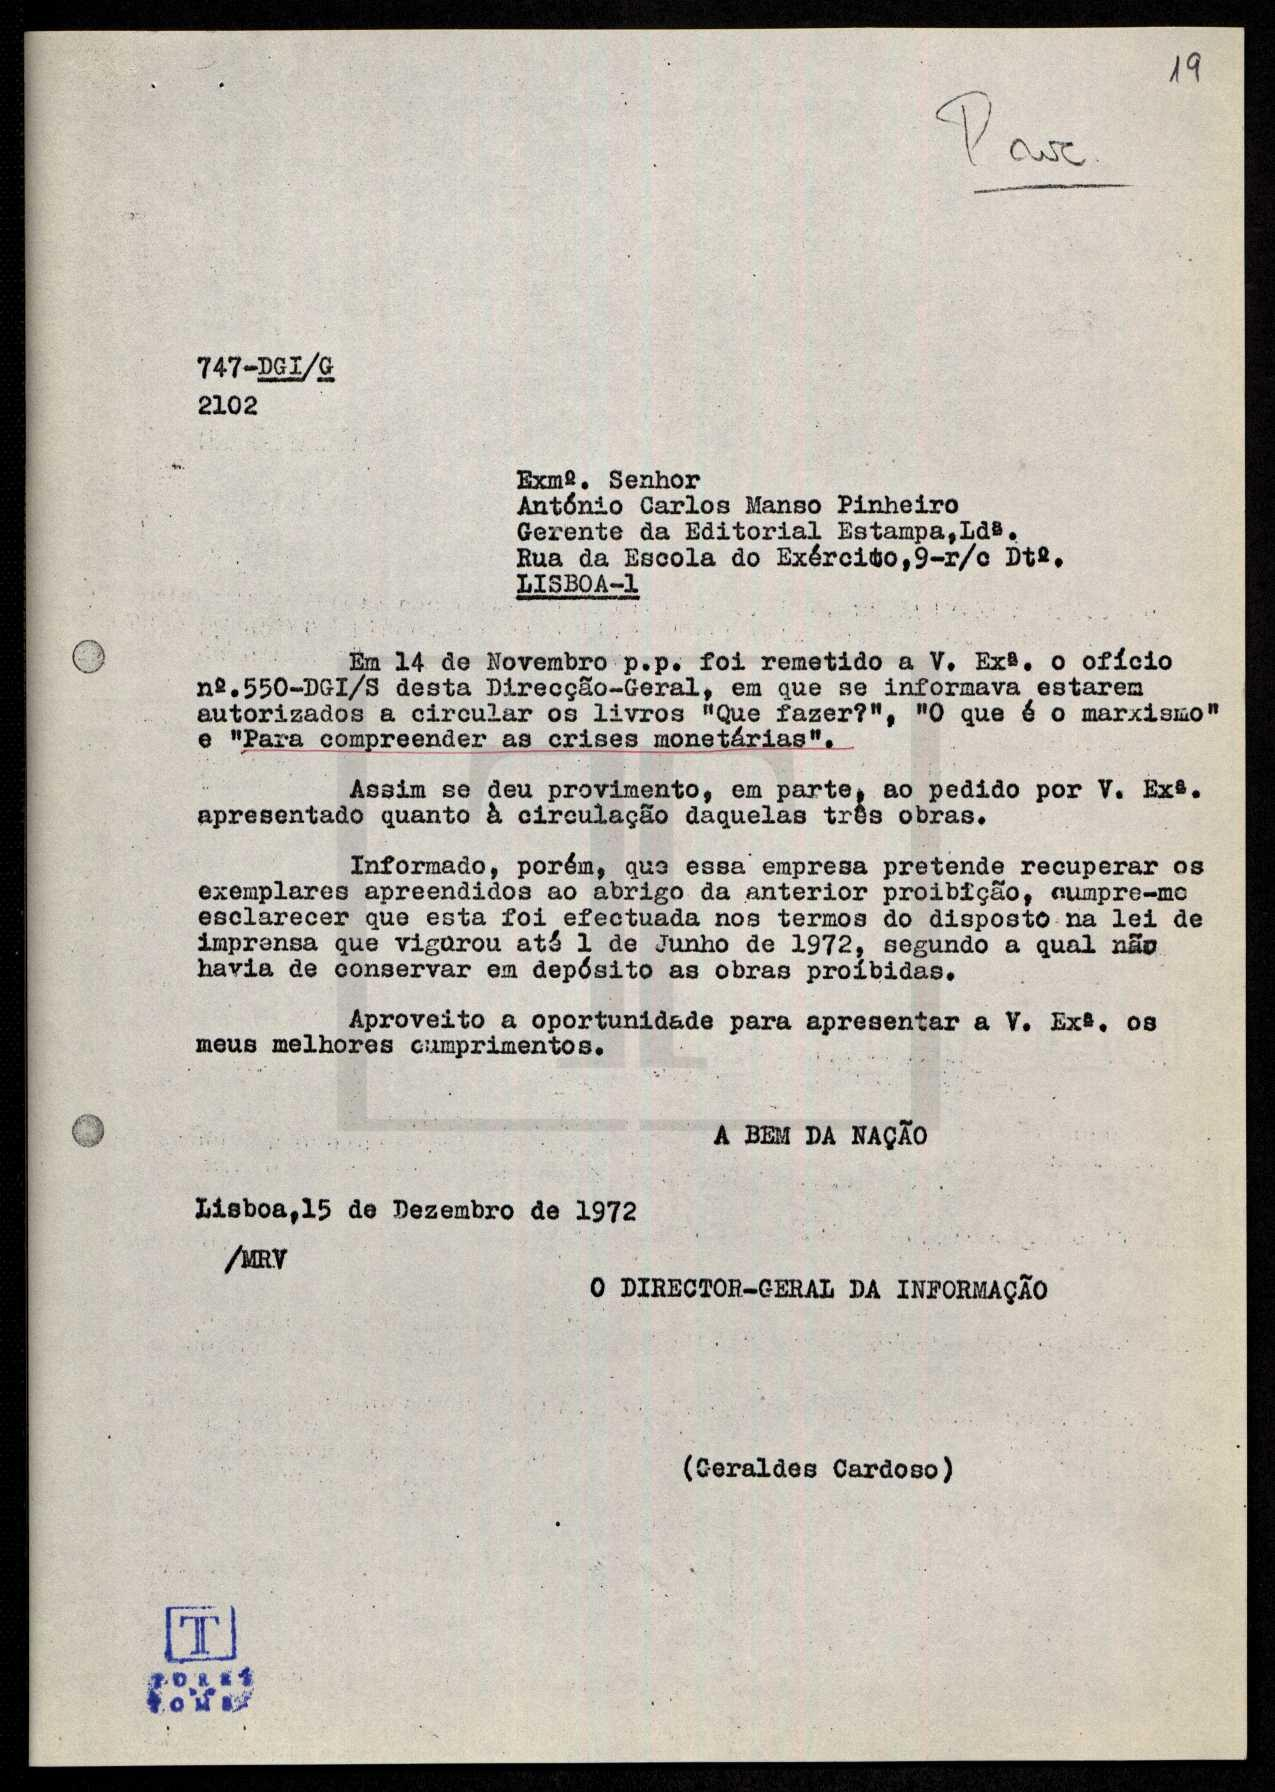 19
747-DGI/G
2102
Exmº. Senhor
António Carlos Manso Pinheiro
Gerente da Editorial Estampa,Ldª.
Rua da Escola do Exército,9-r/c Dtº.
LISBOA-1
Em 14 de Novembro p.p. foi remetido a V. Exª. o ofício
nº.550-DGI/S desta Direcção-Geral, em que se informava estarem
autorizados a circular os livros "Que fazer?", "O que é o marxismo"
e "Para compreender as crises monetárias".
Assim se deu provimento, em parte, ao pedido por V. Exª.
apresentado quanto à circulação daquelas três obras.
Informado, porém, que essa empresa pretende recuperar os
exemplares apreendidos ao abrigo da anterior proibição, cumpre-me
esclarecer que esta foi efectuada nos termos do disposto na lei de
imprensa que vigorou até 1 de Junho de 1972, segundo a qual não
havia de conservar em depósito as obras proíbidas.
Aproveito a oportunidade para apresentar a V. Exª. os
meus melhores cumprimentos.
A BEM DA NAÇÃO
Lisboa,15 de Dezembro de 1972
/MRV
O DIRECTOR-GERAL DA INFORMAÇÃO
(Geraldes Cardoso)
T
TORRE
TOMBO